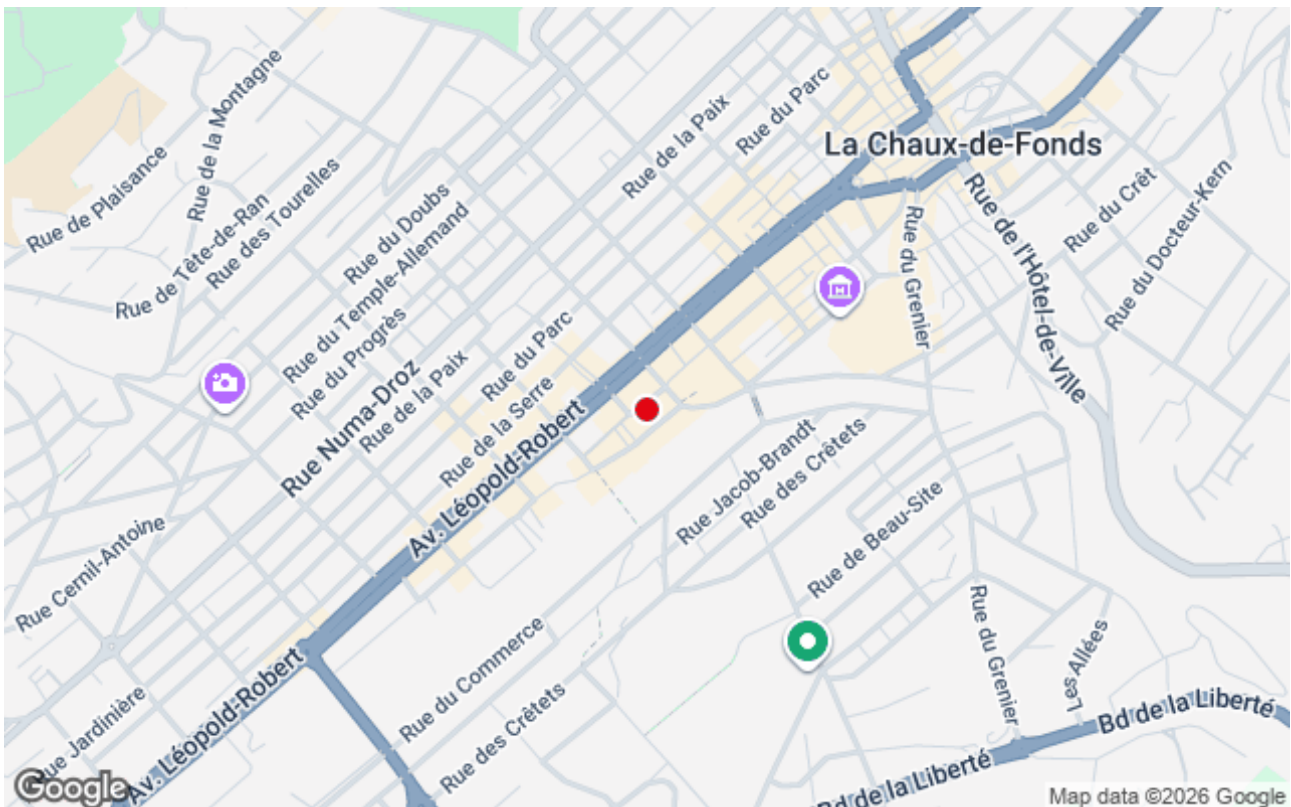 Rue du Parc
Rue de la Paix
La Chaux-de-Fonds
Rue de la Montagne
Rue de Plaisance
Rue de Tête-de-Ran
Rue des Tourelles
Rue du Doubs
Rue du Temple-Allemand
Rue du Progrès
Rue Numa-Droz
Rue de la Paix
Rue du Parc
Rue de la Serre
Av. Léopold-Robert
Rue du Grenier
Rue de l'Hôtel-de-Ville
Rue du Crêt
Rue du Docteur-Kern
Rue Jacob-Brandt
Rue des Crêtets
Rue de Beau-Site
Rue Cernil-Antoine
Rue du Commerce
Rue des Crêtets
Rue du Grenier
Les Allées
Rue Jardinière
Av. Léopold-Robert
Bd de la Liberté
Bd de la Liberté
Google
Map data ©2026 Google